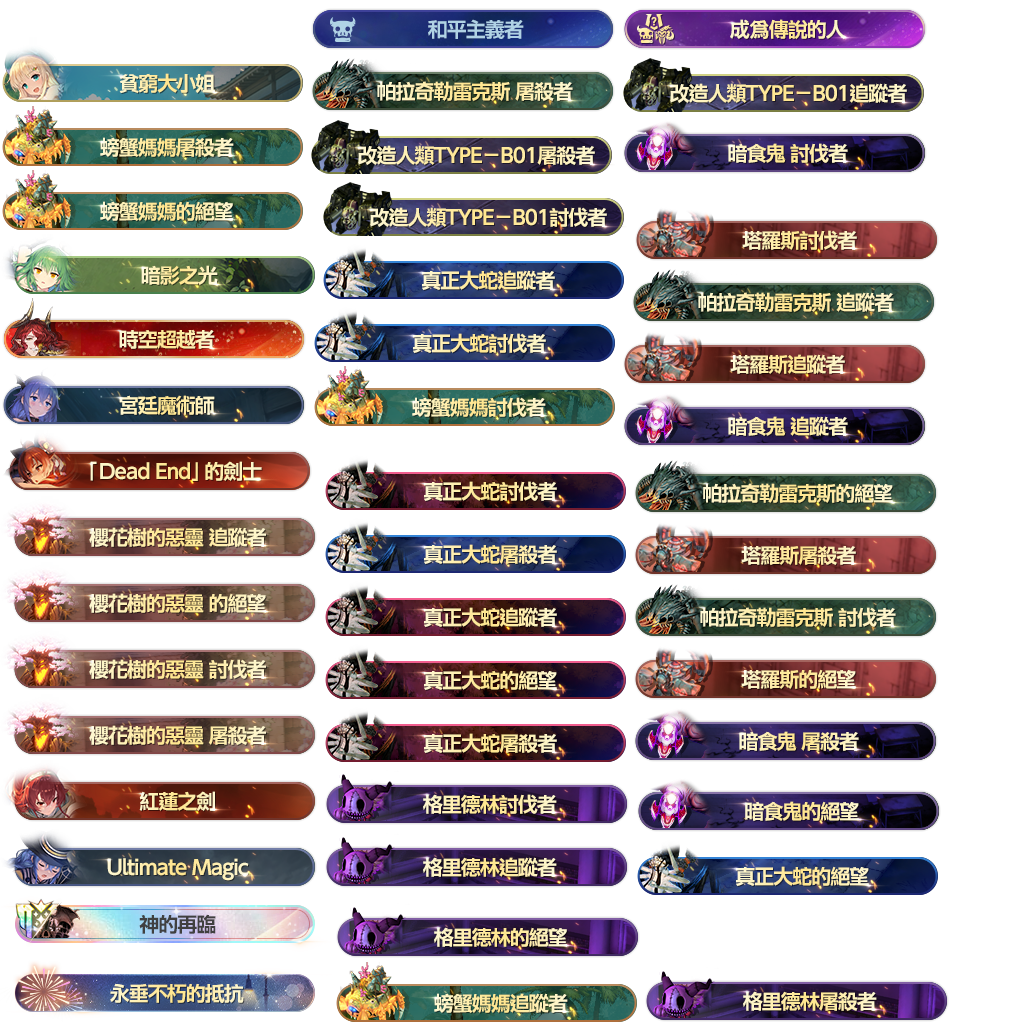 和平主義者
成爲傳說的人
貧窮大小姐
帕拉奇勒雷克斯 屠殺者
改造人類TYPE－B01追蹤者
螃蟹媽媽屠殺者
改造人類TYPE－B01屠殺者
暗食鬼 討伐者
螃蟹媽媽的絕望
改造人類TYPE－B01討伐者
塔羅斯討伐者
暗影之光
真正大蛇追蹤者
帕拉奇勒雷克斯 追蹤者
時空超越者
真正大蛇討伐者
塔羅斯追蹤者
宮廷魔術師
螃蟹媽媽討伐者
暗食鬼 追蹤者
「Dead End」的劍士
真正大蛇討伐者
帕拉奇勒雷克斯的絕望
櫻花樹的惡靈 追蹤者
真正大蛇屠殺者
塔羅斯屠殺者
櫻花樹的惡靈 的絕望
真正大蛇追蹤者
帕拉奇勒雷克斯 討伐者
櫻花樹的惡靈 討伐者
真正大蛇的絕望
塔羅斯的絕望
櫻花樹的惡靈 屠殺者
真正大蛇屠殺者
暗食鬼 屠殺者
紅蓮之劍
格里德林討伐者
暗食鬼的絕望
Ultimate Magic
格里德林追蹤者
真正大蛇的絕望
神的再臨
格里德林的絕望
永垂不朽的抵抗
螃蟹媽媽追蹤者
格里德林屠殺者